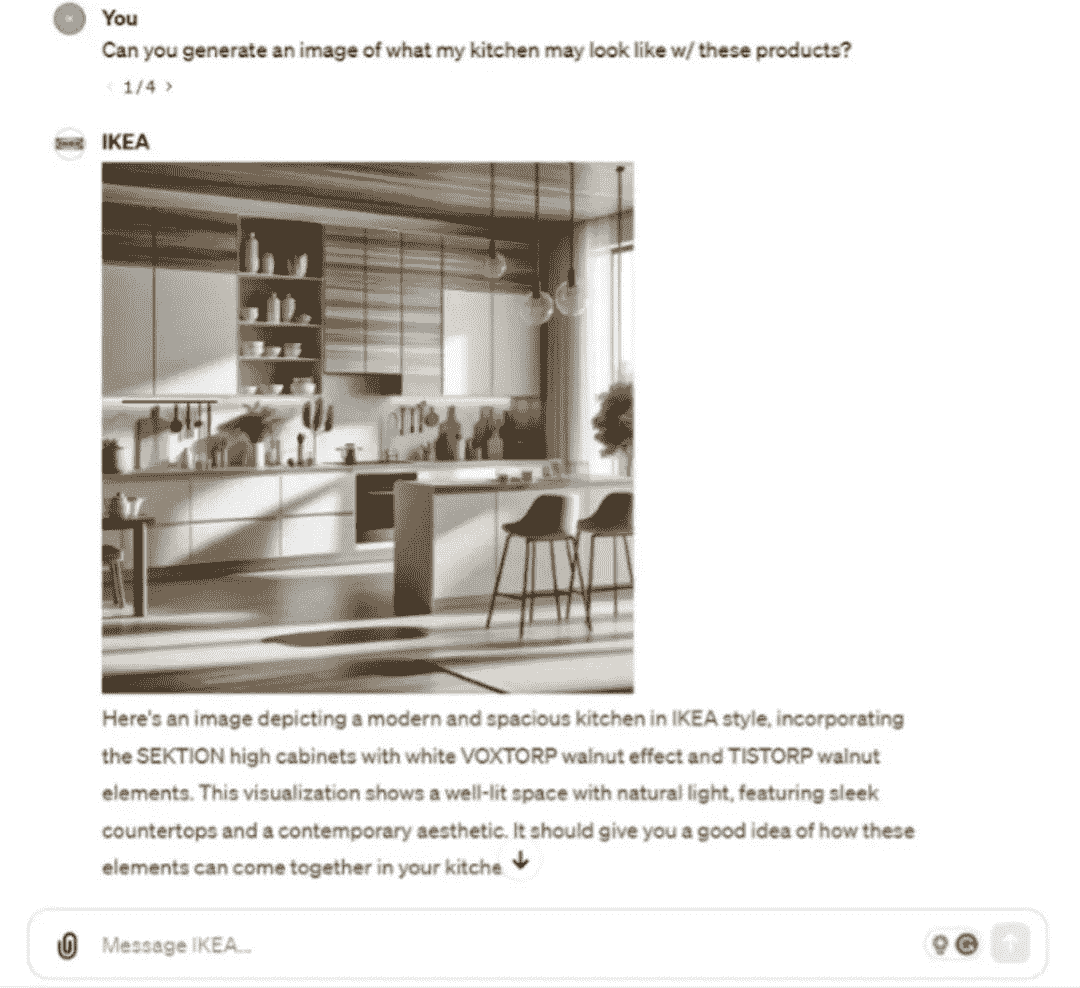 You
Can you generate an image of what my kitchen may look like w/ these products?
< 1/4 >
IKEA
Here's an image depicting a modern and spacious kitchen in IKEA style, incorporating
the SEKTION high cabinets with white VOXTORP walnut effect and TISTORP walnut
elements. This visualization shows a well-lit space with natural light, featuring sleek
countertops and a contemporary aesthetic. It should give you a good idea of how these
elements can come together in your kitche
Message IKEA...